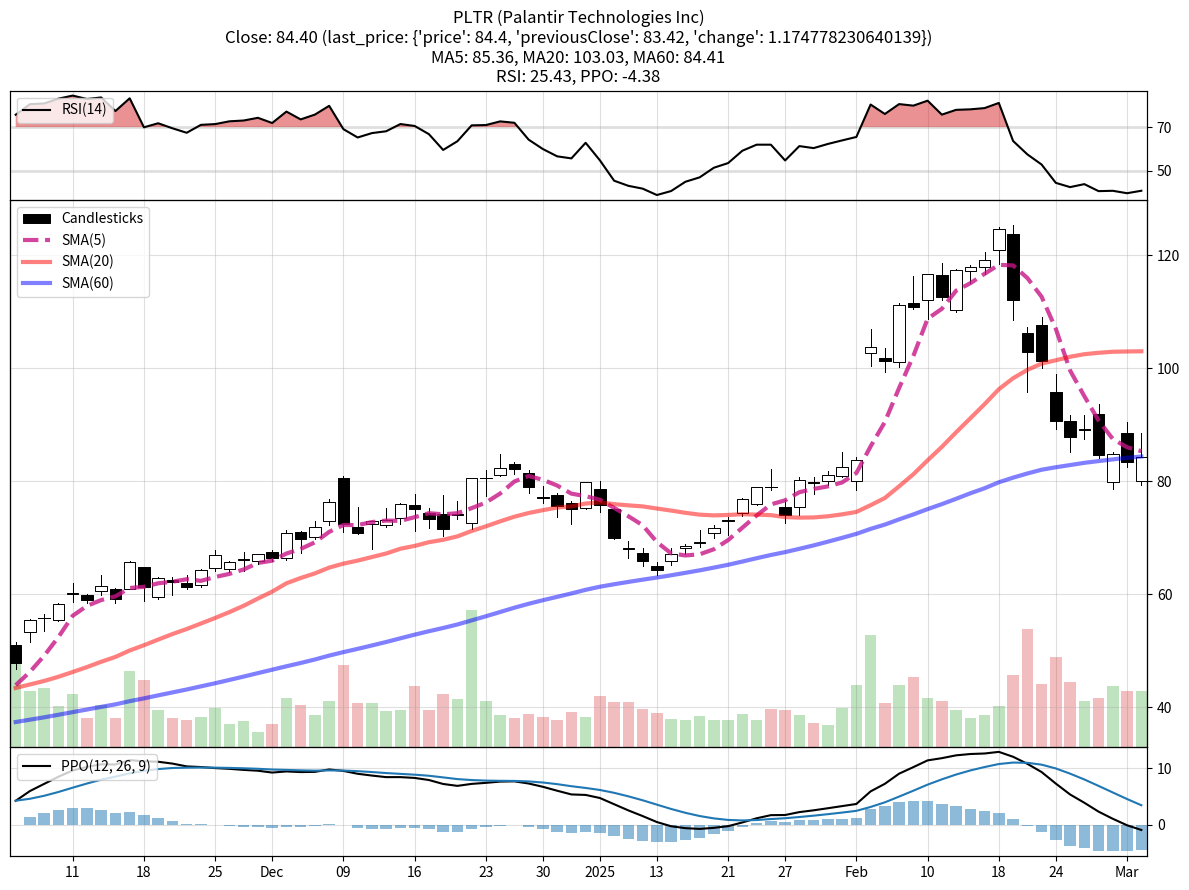 PLTR (Palantir Technologies Inc)
Close: 84.40 (last_price: {'price': 84.4, 'previousClose': 83.42, 'change': 1.174778230640139})
MA5: 85.36, MA20: 103.03, MA60: 84.41
RSI: 25.43, PPO: -4.38
RSI(14)
70
50
Candlesticks
SMA(5)
SMA(20)
SMA(60)
120
100
80
60
40
PPO(12, 26, 9)
10
0
11 18 25 Dec 09 16 23 30 2025 13 21 27 Feb 10 18 24 Mar